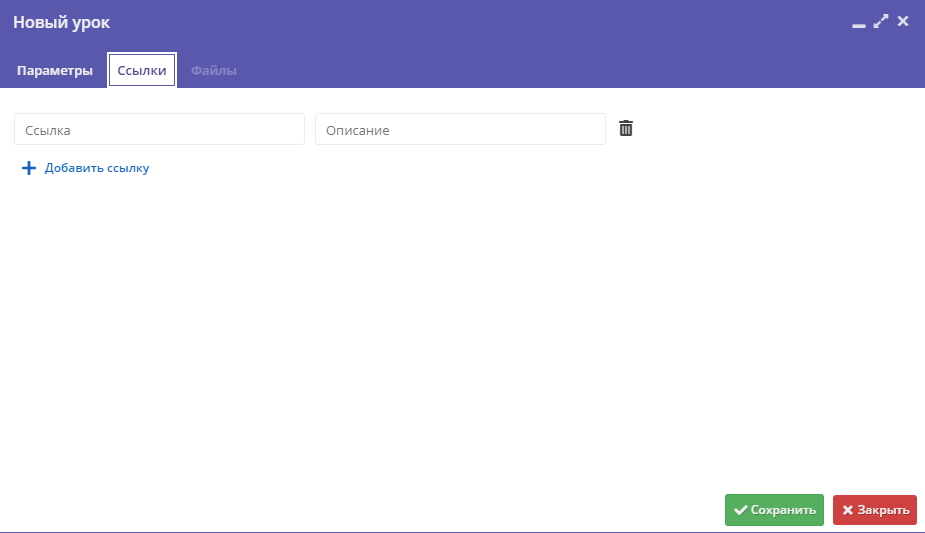 Новый урок
Параметры Ссылки Файлы
Ссылка Описание
Добавить ссылку
Сохранить Закрыть